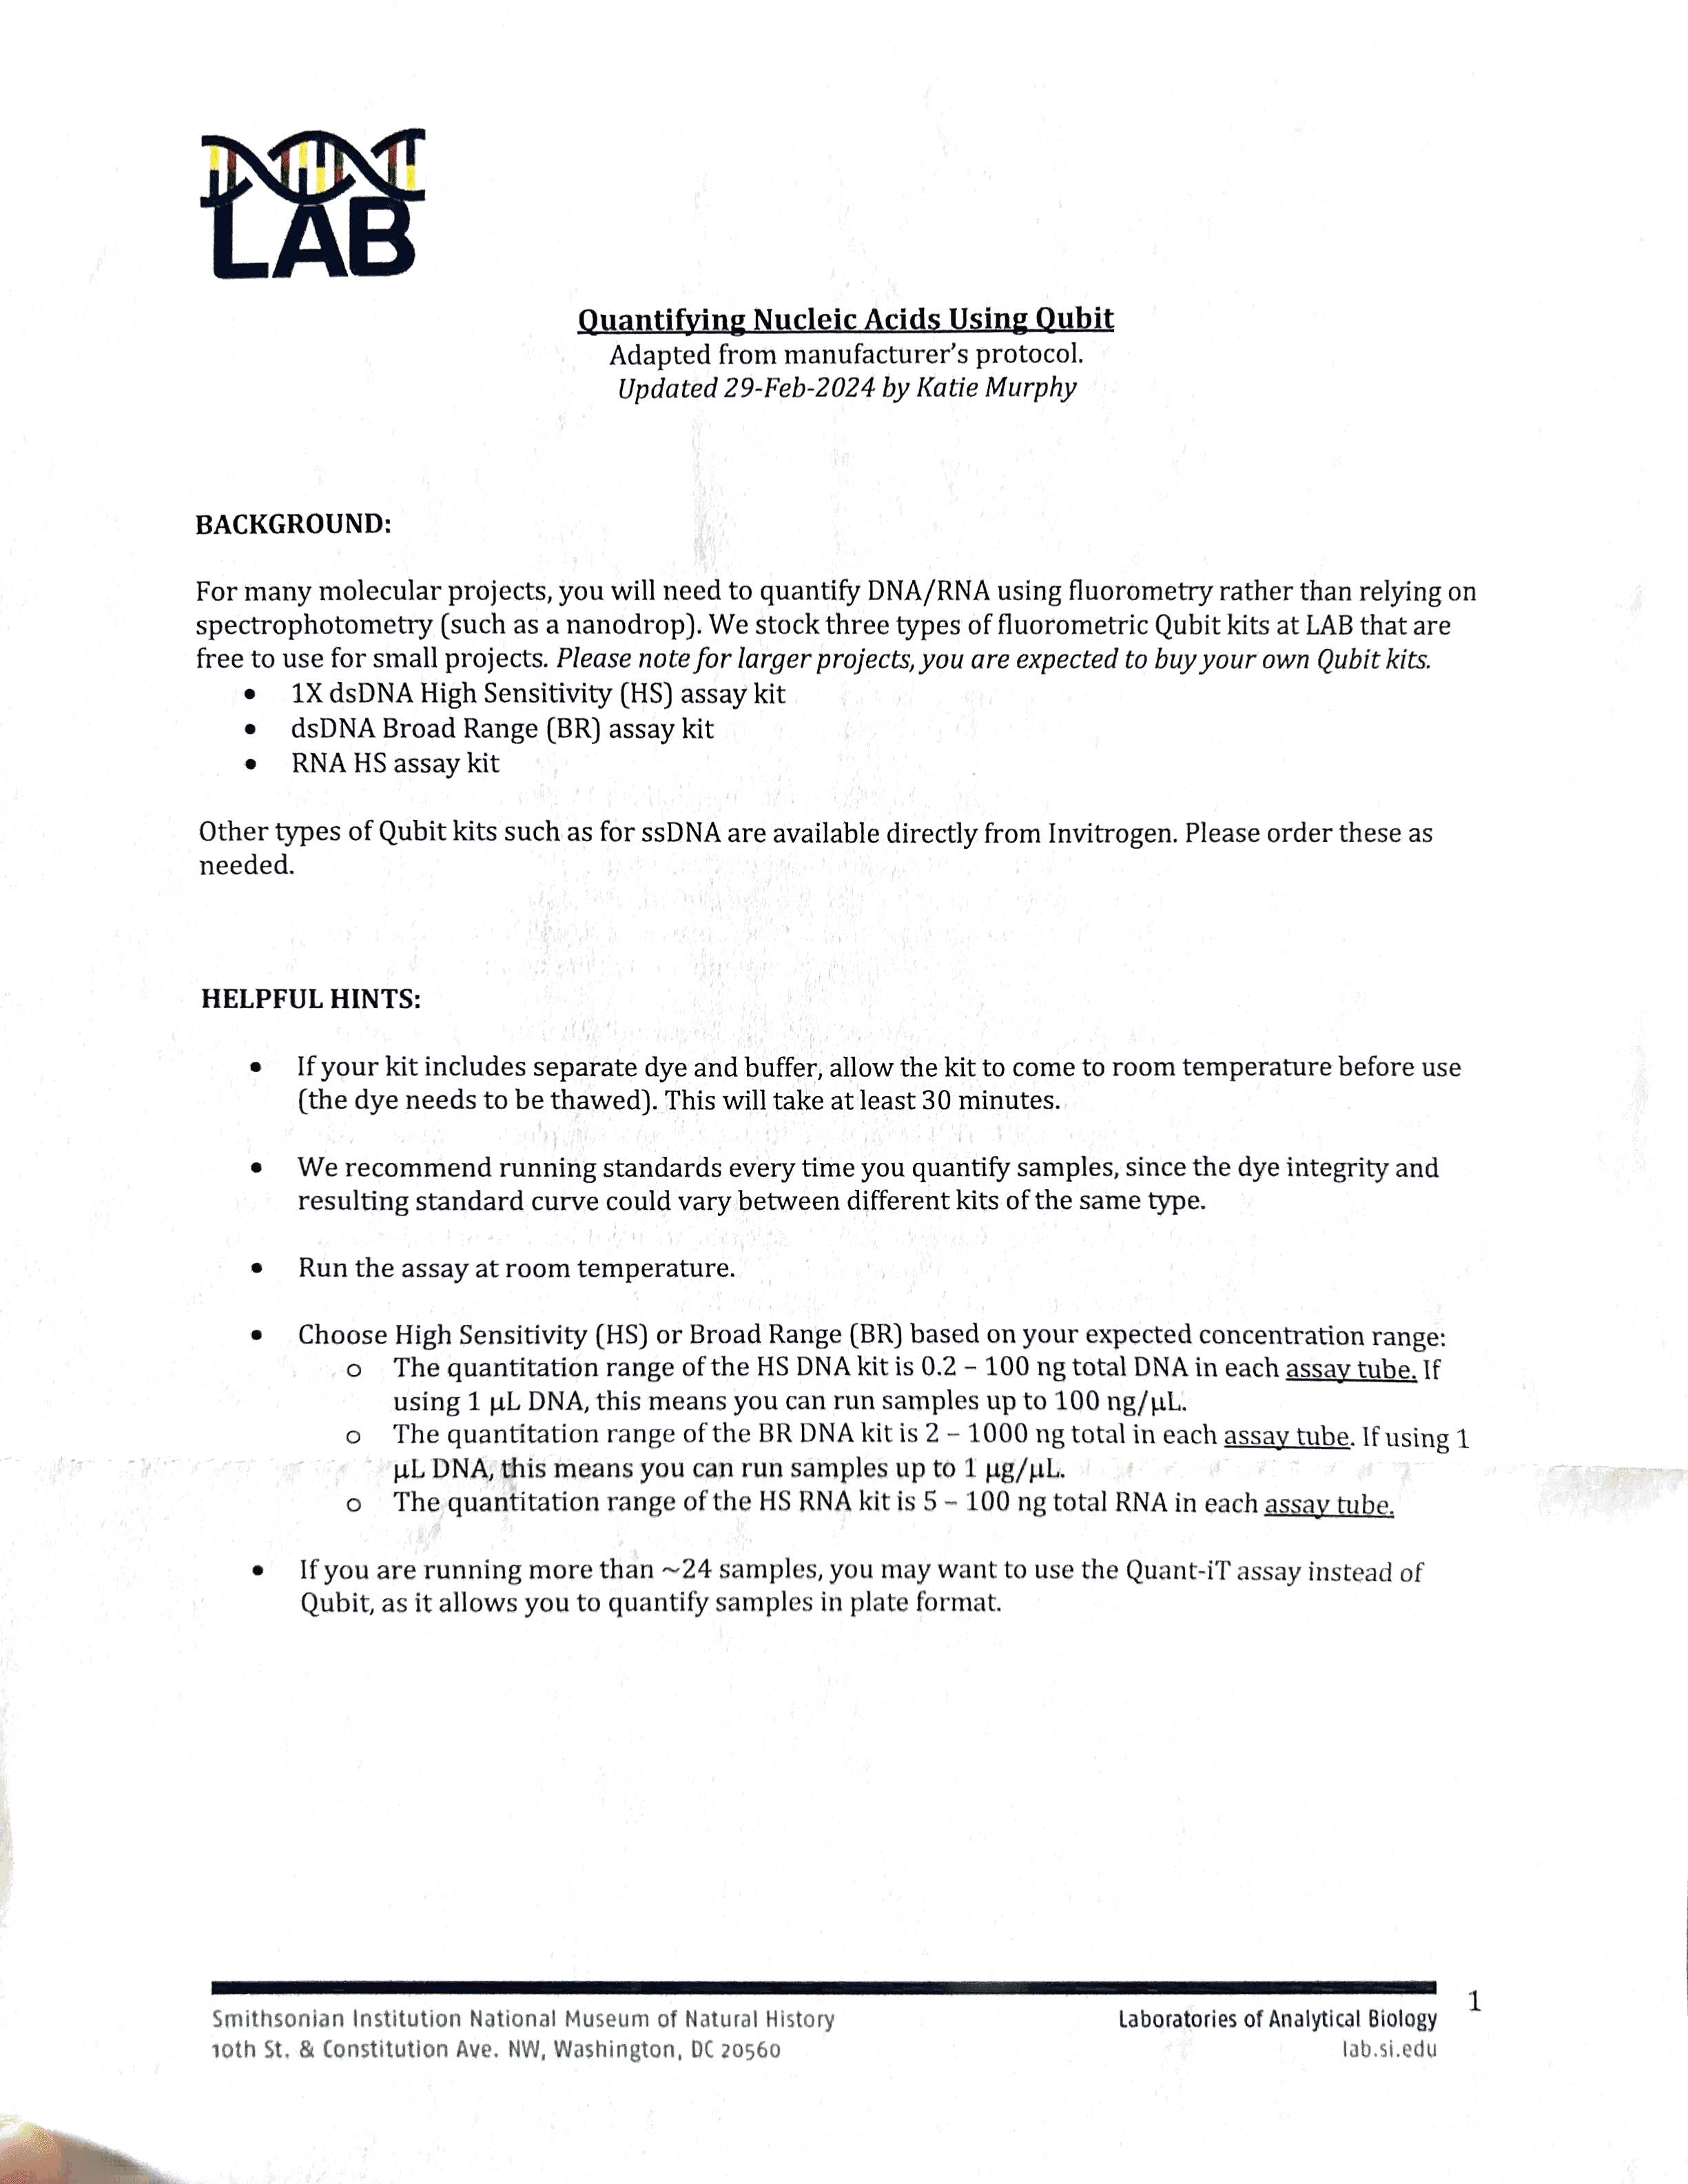 LAB
Quantifying Nucleic Acids Using Qubit
Adapted from manufacturer's protocol.
Updated 29-Feb-2024 by Katie Murphy
BACKGROUND:
For many molecular projects, you will need to quantify DNA/RNA using fluorometry rather than relying on
spectrophotometry (such as a nanodrop). We stock three types of fluorometric Qubit kits at LAB that are
free to use for small projects. Please note for larger projects, you are expected to buy your own Qubit kits.
• 1X dsDNA High Sensitivity (HS) assay kit
• dsDNA Broad Range (BR) assay kit
• RNA HS assay kit
Other types of Qubit kits such as for ssDNA are available directly from Invitrogen. Please order these as
needed.
HELPFUL HINTS:
• If your kit includes separate dye and buffer, allow the kit to come to room temperature before use
(the dye needs to be thawed). This will take at least 30 minutes.
• We recommend running standards every time you quantify samples, since the dye integrity and
resulting standard curve could vary between different kits of the same type.
• Run the assay at room temperature.
• Choose High Sensitivity (HS) or Broad Range (BR) based on your expected concentration range:
o The quantitation range of the HS DNA kit is 0.2 – 100 ng total DNA in each assay tube. If
using 1 µL DNA, this means you can run samples up to 100 ng/µL.
o The quantitation range of the BR DNA kit is 2 – 1000 ng total in each assay tube. If using 1
µL DNA, this means you can run samples up to 1 µg/µL.
o The quantitation range of the HS RNA kit is 5 – 100 ng total RNA in each assay tube.
• If you are running more than ~24 samples, you may want to use the Quant-iT assay instead of
Qubit, as it allows you to quantify samples in plate format.
1
Smithsonian Institution National Museum of Natural History
10th St. & Constitution Ave. NW, Washington, DC 20560
Laboratories of Analytical Biology
lab.si.edu